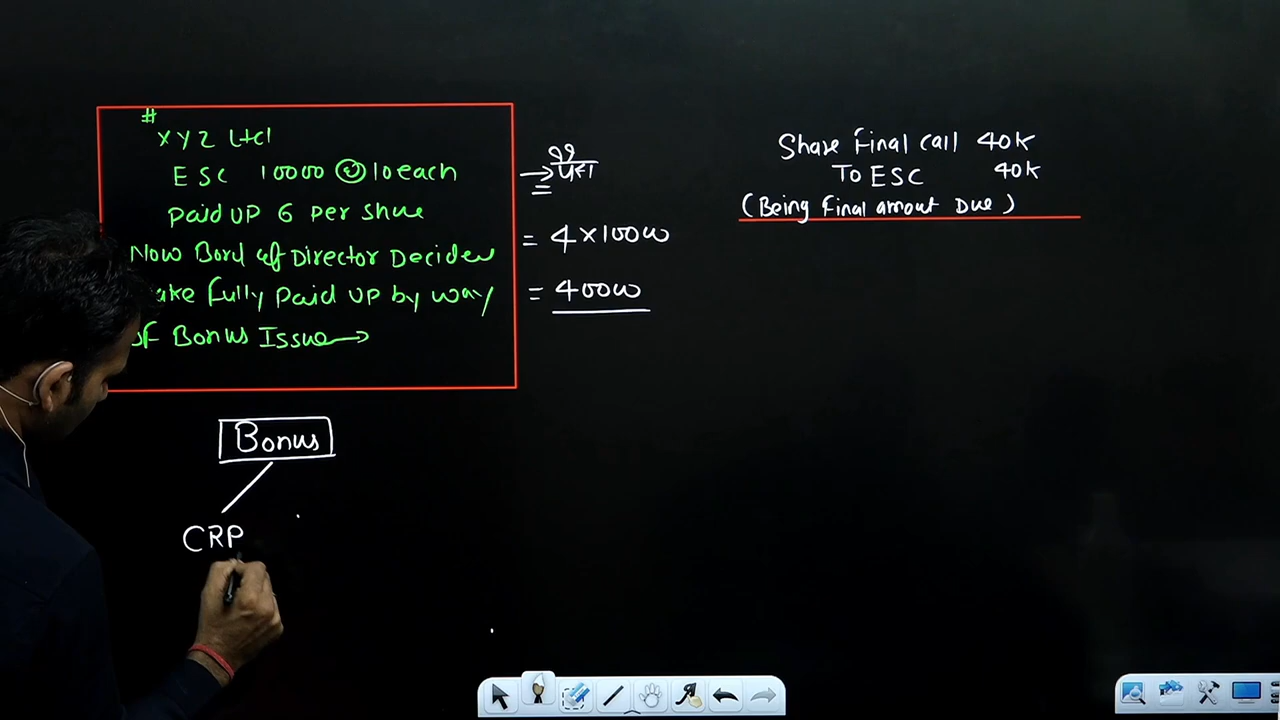 #
XYZ Ltd
ESC 10000 @ 10 each
Paid up 6 per share
Now Bord of Director Decides
ake fully paid up by way
of Bonus Issue →
= 4×10000
= 40000
Bonus
CRP
Share final call 40K
To ESC 40K
(Being final amout Due)